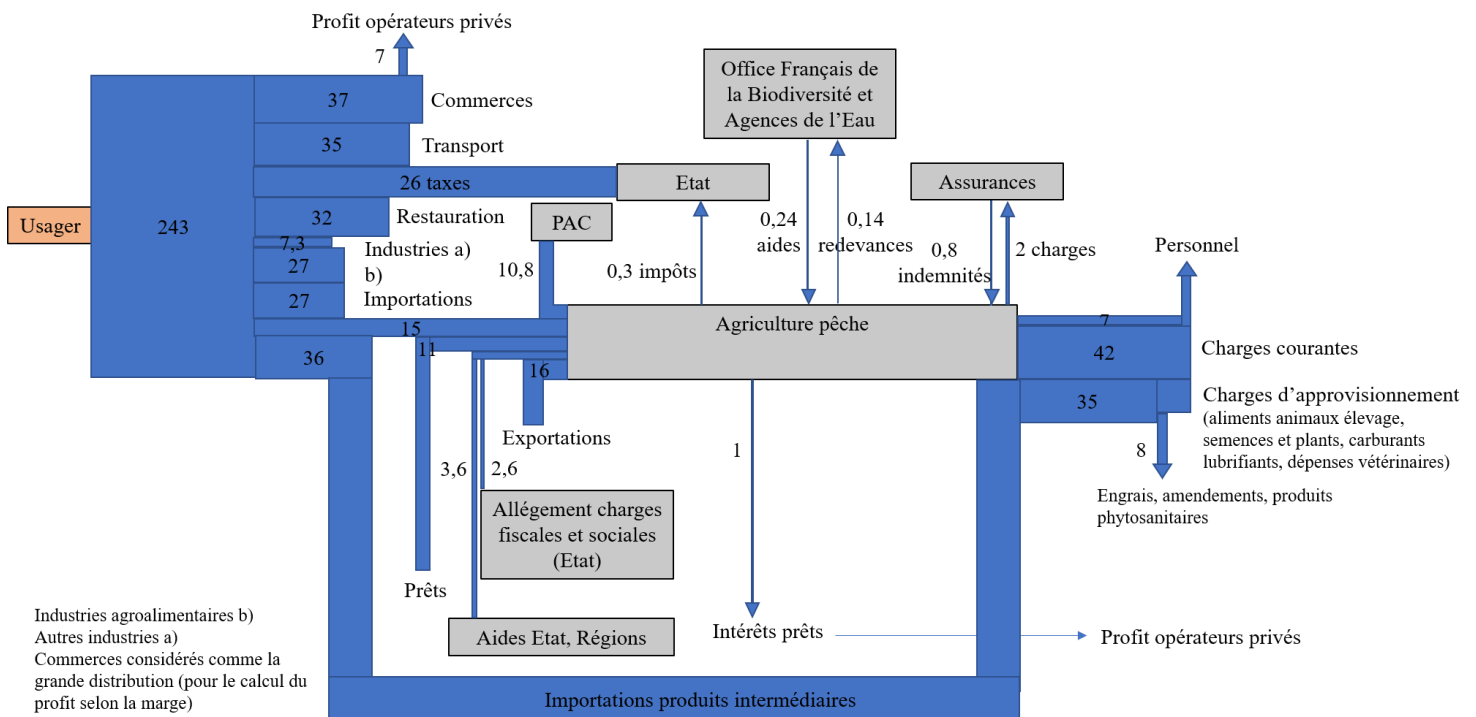 Profit opérateurs privés
7
37
Commerces
35
Transport
26 taxes
Etat
Usager
243
32
Restauration
7,3
Industries a)
b)
27
27
Importations
15
36
11
16
PAC
10,8
0,3 impôts
Office Français de
la Biodiversité et
Agences de l’Eau
0,24
aides
0,14
redevances
Assurances
0,8
indemnités
2 charges
Personnel
Agriculture pêche
7
42
Charges courantes
35
Charges d’approvisionnement
(aliments animaux élevage,
semences et plants, carburants
lubrifiants, dépenses vétérinaires)
8
Engrais, amendements, produits
phytosanitaires
Exportations
3,6
2,6
1
Allégement charges
fiscales et sociales
(Etat)
Prêts
Aides Etat, Régions
Intérêts prêts
Profit opérateurs privés
Industries agroalimentaires b)
Autres industries a)
Commerces considérés comme la
grande distribution (pour le calcul du
profit selon la marge)
Importations produits intermédiaires